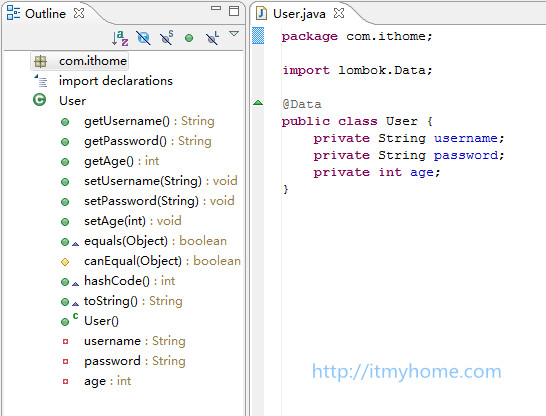 Outline
com.ithome
import declarations
User
getUsername() : String
getPassword() : String
getAge() : int
setUsername(String) : void
setPassword(String) : void
setAge(int) : void
equals(Object) : boolean
canEqual(Object) : boolean
hashCode() : int
toString() : String
User()
username : String
password : String
age : int
User.java
package com.ithome;
import lombok.Data;
@Data
public class User {
private String username;
private String password;
private int age;
}
http://itmyhome.com